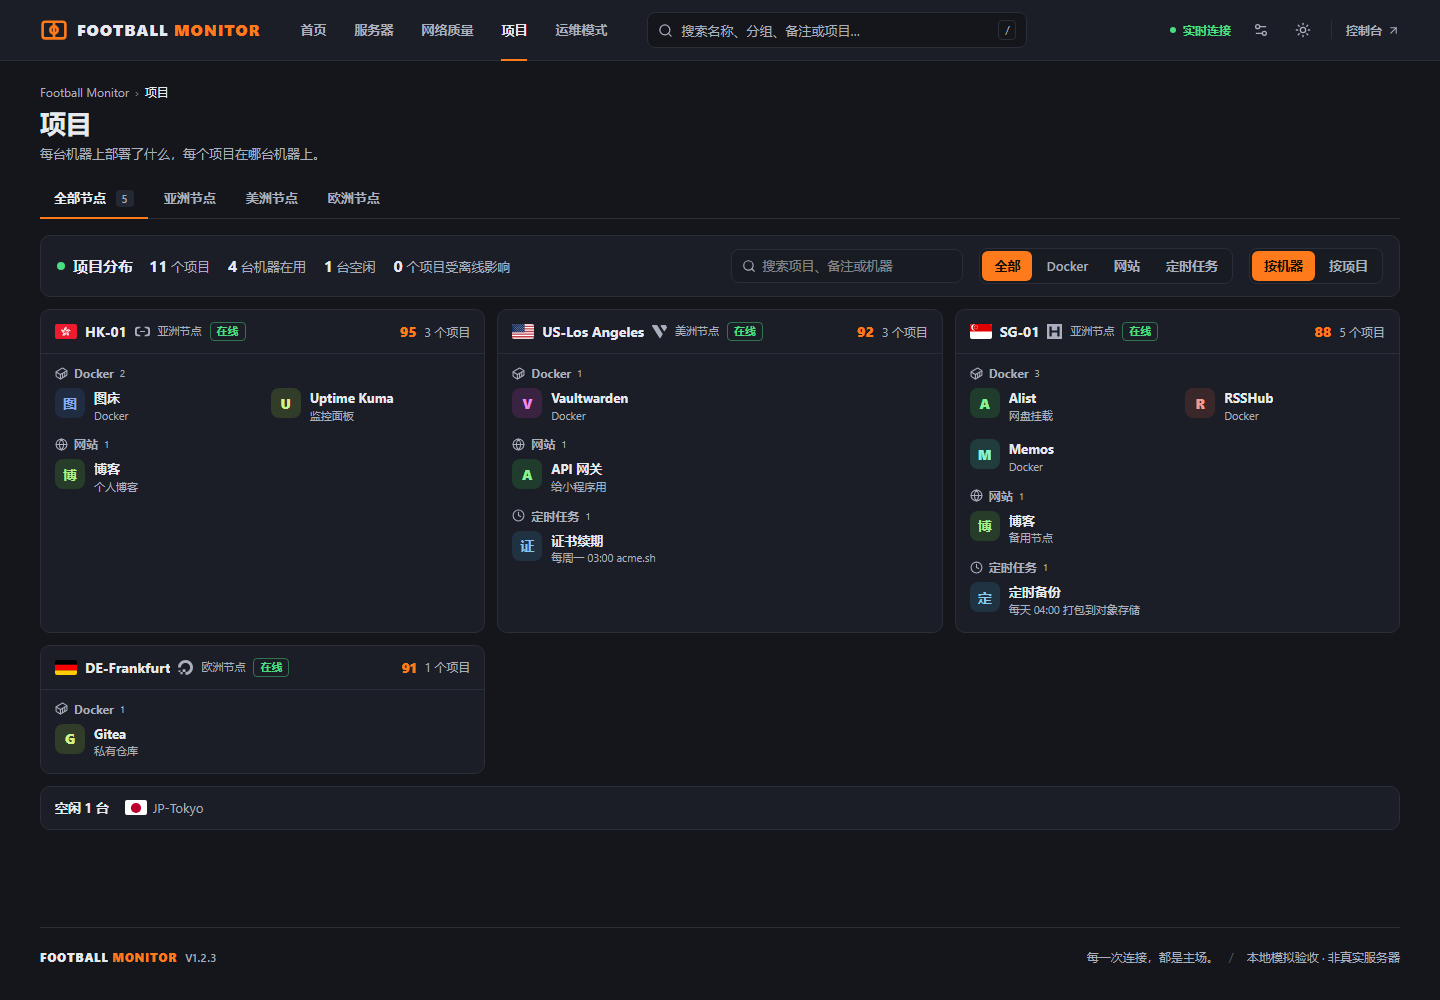 FOOTBALL MONITOR 首页 服务器 网络质量 项目 运维模式 搜索名称、分组、备注或项目... / 实时连接 控制台
Football Monitor › 项目
项目
每台机器上部署了什么，每个项目在哪台机器上。
全部节点 5 亚洲节点 美洲节点 欧洲节点
项目分布 11 个项目 4 台机器在用 1 台空闲 0 个项目受离线影响 搜索项目、备注或机器 全部 Docker 网站 定时任务 按机器 按项目
HK-01 亚洲节点 在线 95 3 个项目
Docker 2
图 图床
Docker
U Uptime Kuma
监控面板
网站 1
博 博客
个人博客
US-Los Angeles 美洲节点 在线 92 3 个项目
Docker 1
V Vaultwarden
Docker
网站 1
A API 网关
给小程序用
定时任务 1
证 证书续期
每周一 03:00 acme.sh
SG-01 亚洲节点 在线 88 5 个项目
Docker 3
A Alist
网盘挂载
R RSSHub
Docker
M Memos
Docker
网站 1
博 博客
备用节点
定时任务 1
定 定时备份
每天 04:00 打包到对象存储
DE-Frankfurt 欧洲节点 在线 91 1 个项目
Docker 1
G Gitea
私有仓库
空闲 1 台 JP-Tokyo
FOOTBALL MONITOR V1.2.3 每一次连接，都是主场。 / 本地模拟验收 · 非真实服务器